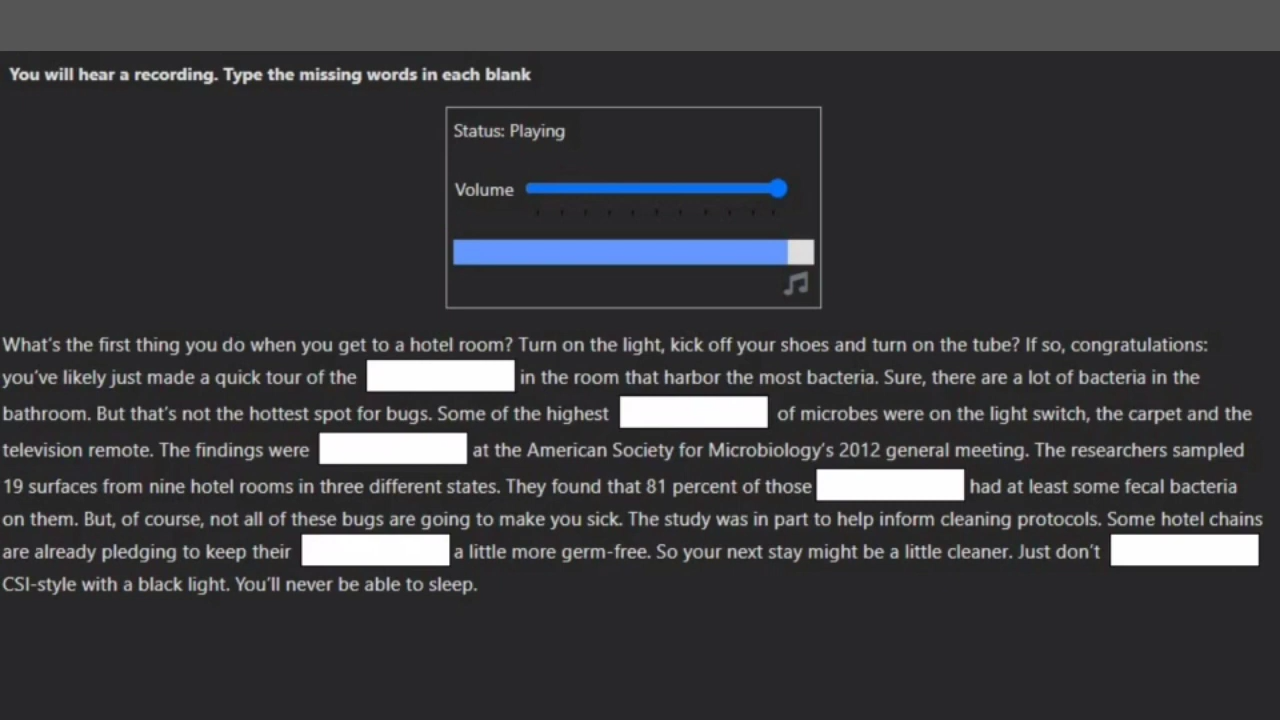 You will hear a recording. Type the missing words in each blank
Status: Playing
Volume
What's the first thing you do when you get to a hotel room? Turn on the light, kick off your shoes and turn on the tube? If so, congratulations:
you've likely just made a quick tour of the in the room that harbor the most bacteria. Sure, there are a lot of bacteria in the
bathroom. But that's not the hottest spot for bugs. Some of the highest of microbes were on the light switch, the carpet and the
television remote. The findings were at the American Society for Microbiology's 2012 general meeting. The researchers sampled
19 surfaces from nine hotel rooms in three different states. They found that 81 percent of those had at least some fecal bacteria
on them. But, of course, not all of these bugs are going to make you sick. The study was in part to help inform cleaning protocols. Some hotel chains
are already pledging to keep their a little more germ-free. So your next stay might be a little cleaner. Just don't
CSI-style with a black light. You'll never be able to sleep.